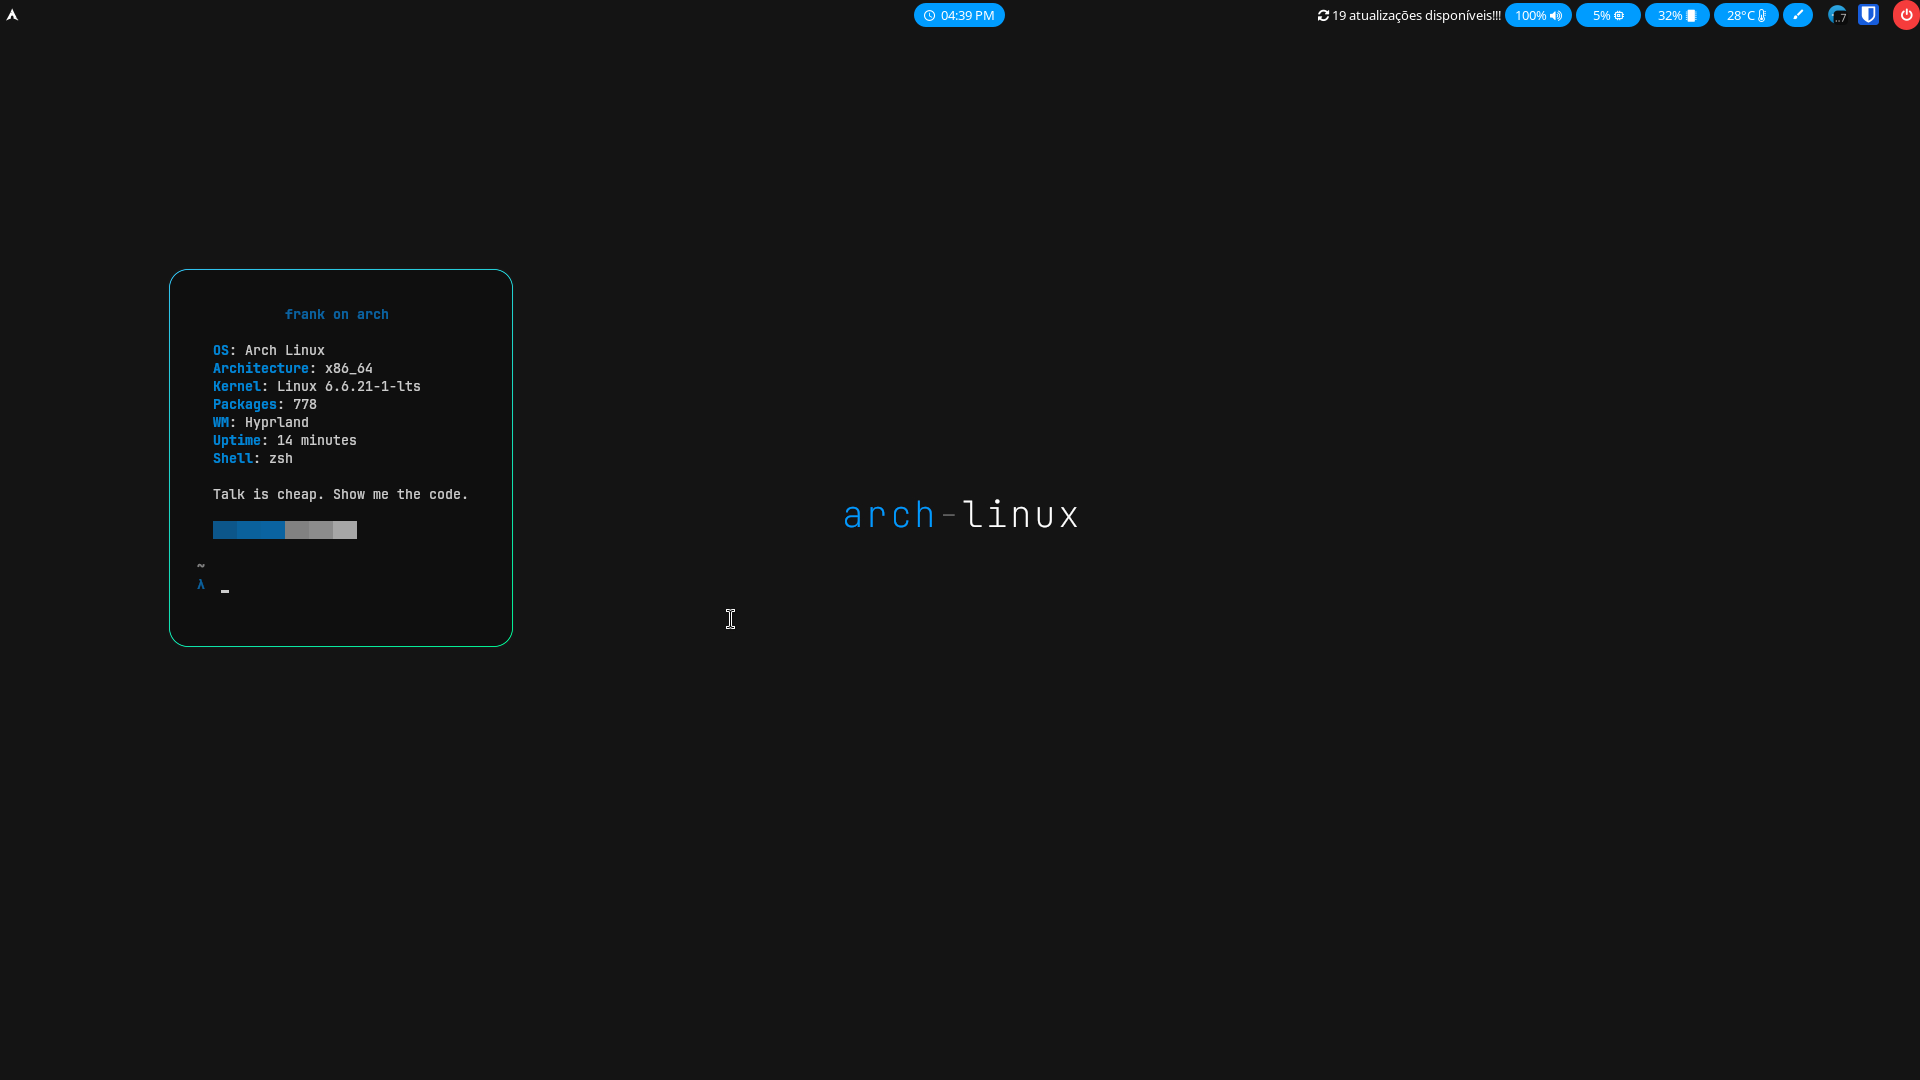 04:39 PM
19 atualizações disponíveis!!!
100%
5%
32%
28°C
..7
frank on arch
OS: Arch Linux
Architecture: x86_64
Kernel: Linux 6.6.21-1-lts
Packages: 778
WM: Hyprland
Uptime: 14 minutes
Shell: zsh
Talk is cheap. Show me the code.
~
λ _
arch-linux